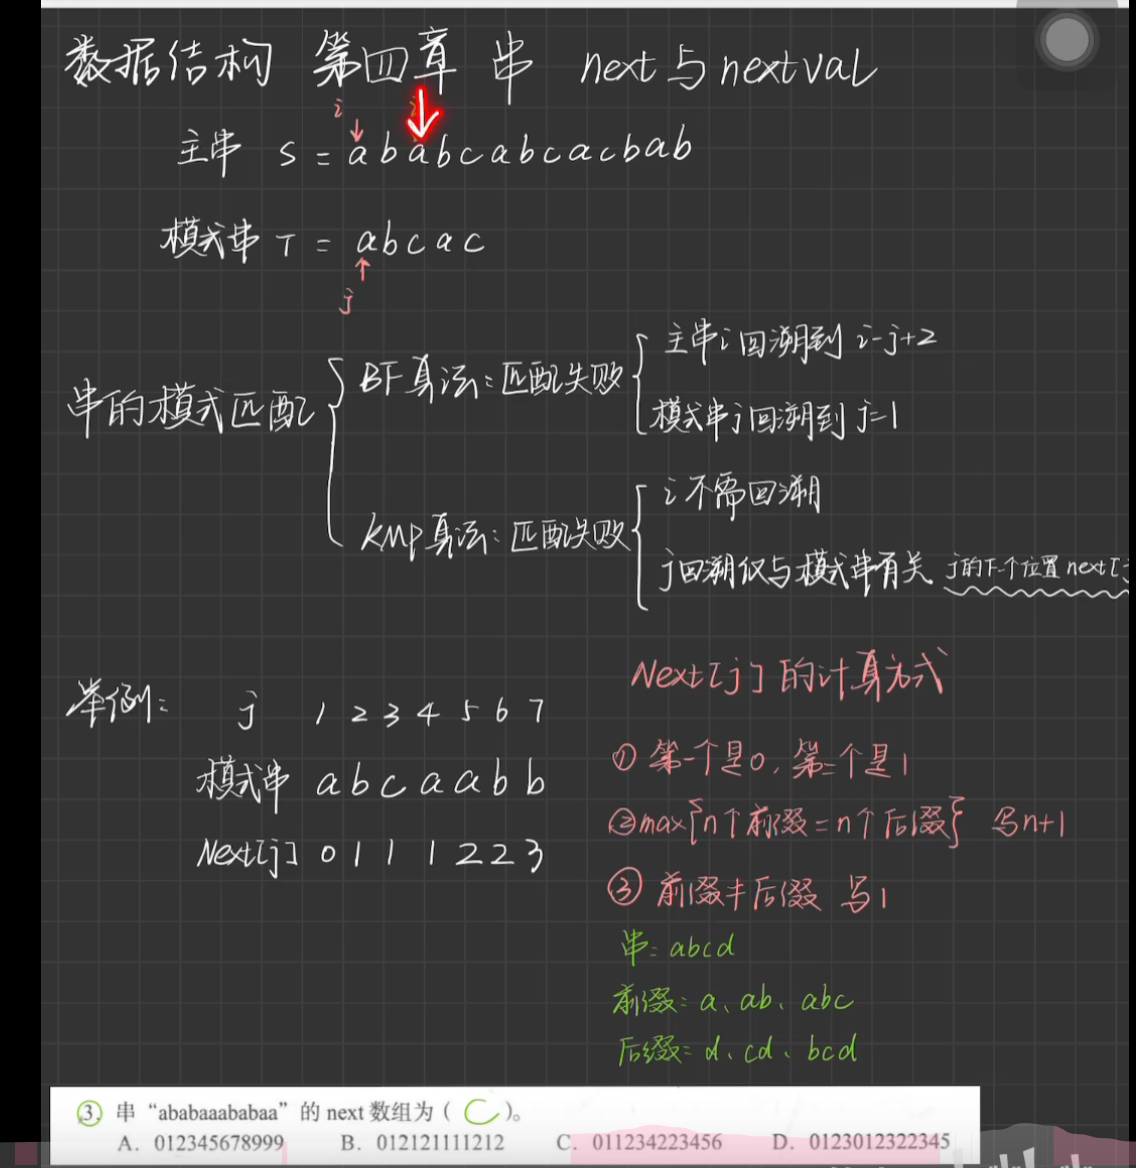 数据结构 第四章 串 next与nextval
i i
主串 S = ababcabcacbab
模式串 T = abcac
j
串的模式匹配
BF算法:匹配失败
主串i回溯到 i-j+2
模式串j回溯到 j=1
KMP算法:匹配失败
i不需回溯
j回溯仅与模式串有关 j的下个位置next[j
Next[j]的计算方式
举例: j 1 2 3 4 5 6 7
①第一个是0,第二个是1
模式串 a b c a a b b
②max{n个前缀=n个后缀} 写n+1
Next[j] 0 1 1 1 2 2 3
③前缀≠后缀 写1
串:abcd
前缀:a、ab、abc
后缀:d、cd、bcd
③. 串“ababaaababaa”的 next 数组为( C )。
A. 012345678999 B. 012121111212 C. 011234223456 D. 0123012322345